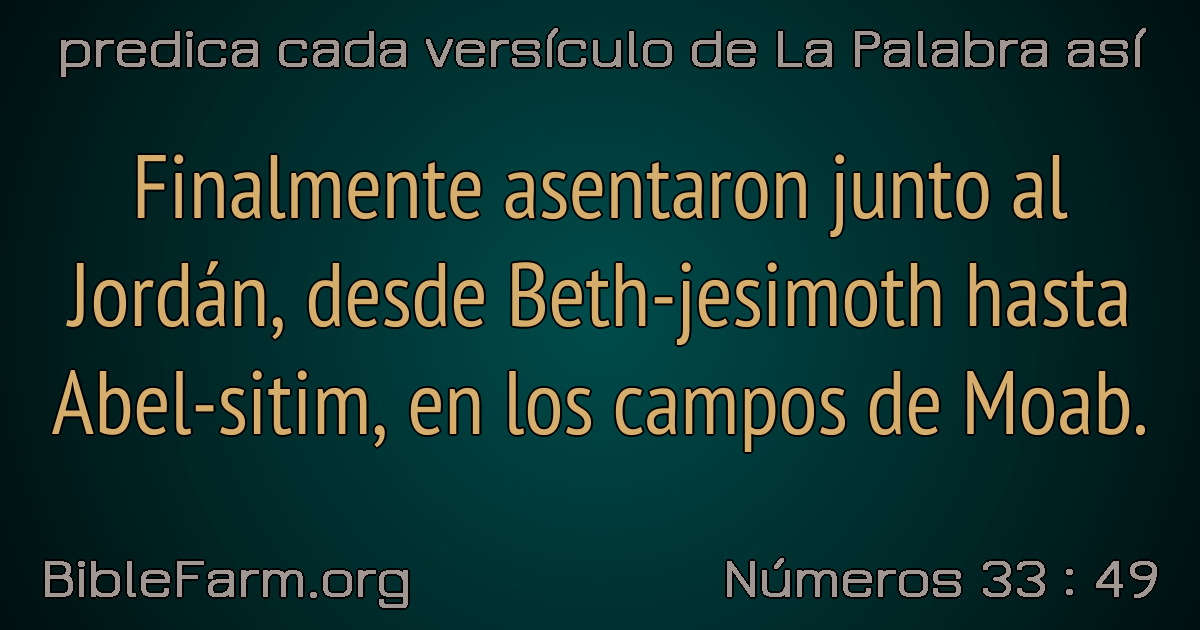 predica cada versículo de La Palabra así
Finalmente asentaron junto al
Jordán, desde Beth-jesimoth hasta
Abel-sitim, en los campos de Moab.
BibleFarm.org
Números 33 : 49